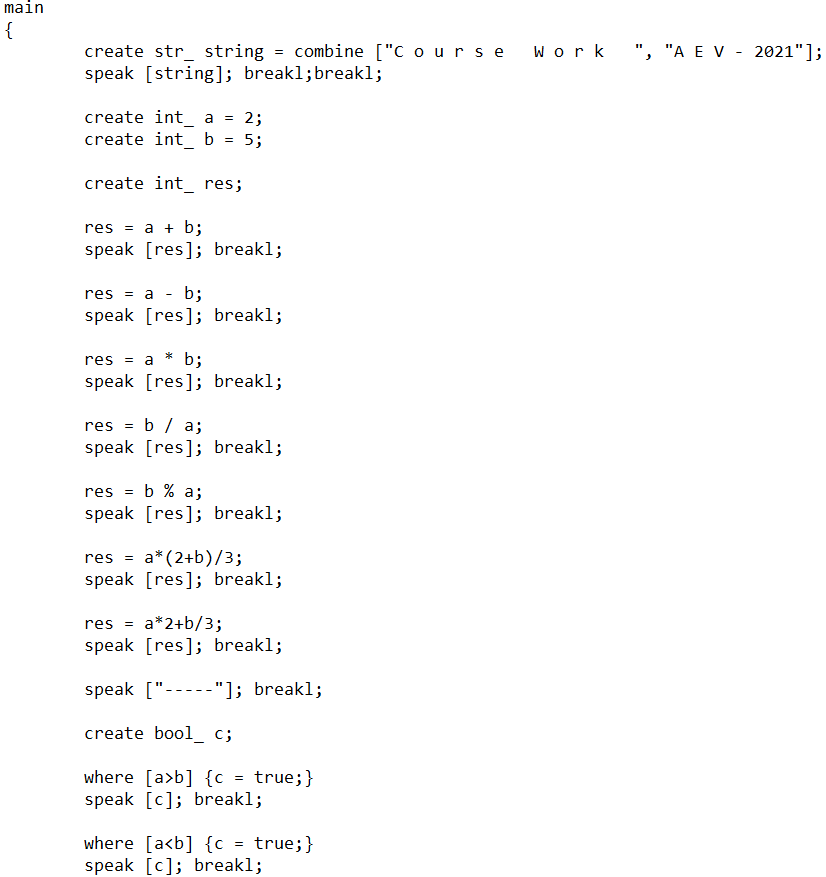 main
{
create str_ string = combine ["C o u r s e   W o r k   ", "A E V - 2021"];
speak [string]; breakl;breakl;
create int_ a = 2;
create int_ b = 5;
create int_ res;
res = a + b;
speak [res]; breakl;
res = a - b;
speak [res]; breakl;
res = a * b;
speak [res]; breakl;
res = b / a;
speak [res]; breakl;
res = b % a;
speak [res]; breakl;
res = a*(2+b)/3;
speak [res]; breakl;
res = a*2+b/3;
speak [res]; breakl;
speak ["-----"]; breakl;
create bool_ c;
where [a>b] {c = true;}
speak [c]; breakl;
where [a<b] {c = true;}
speak [c]; breakl;